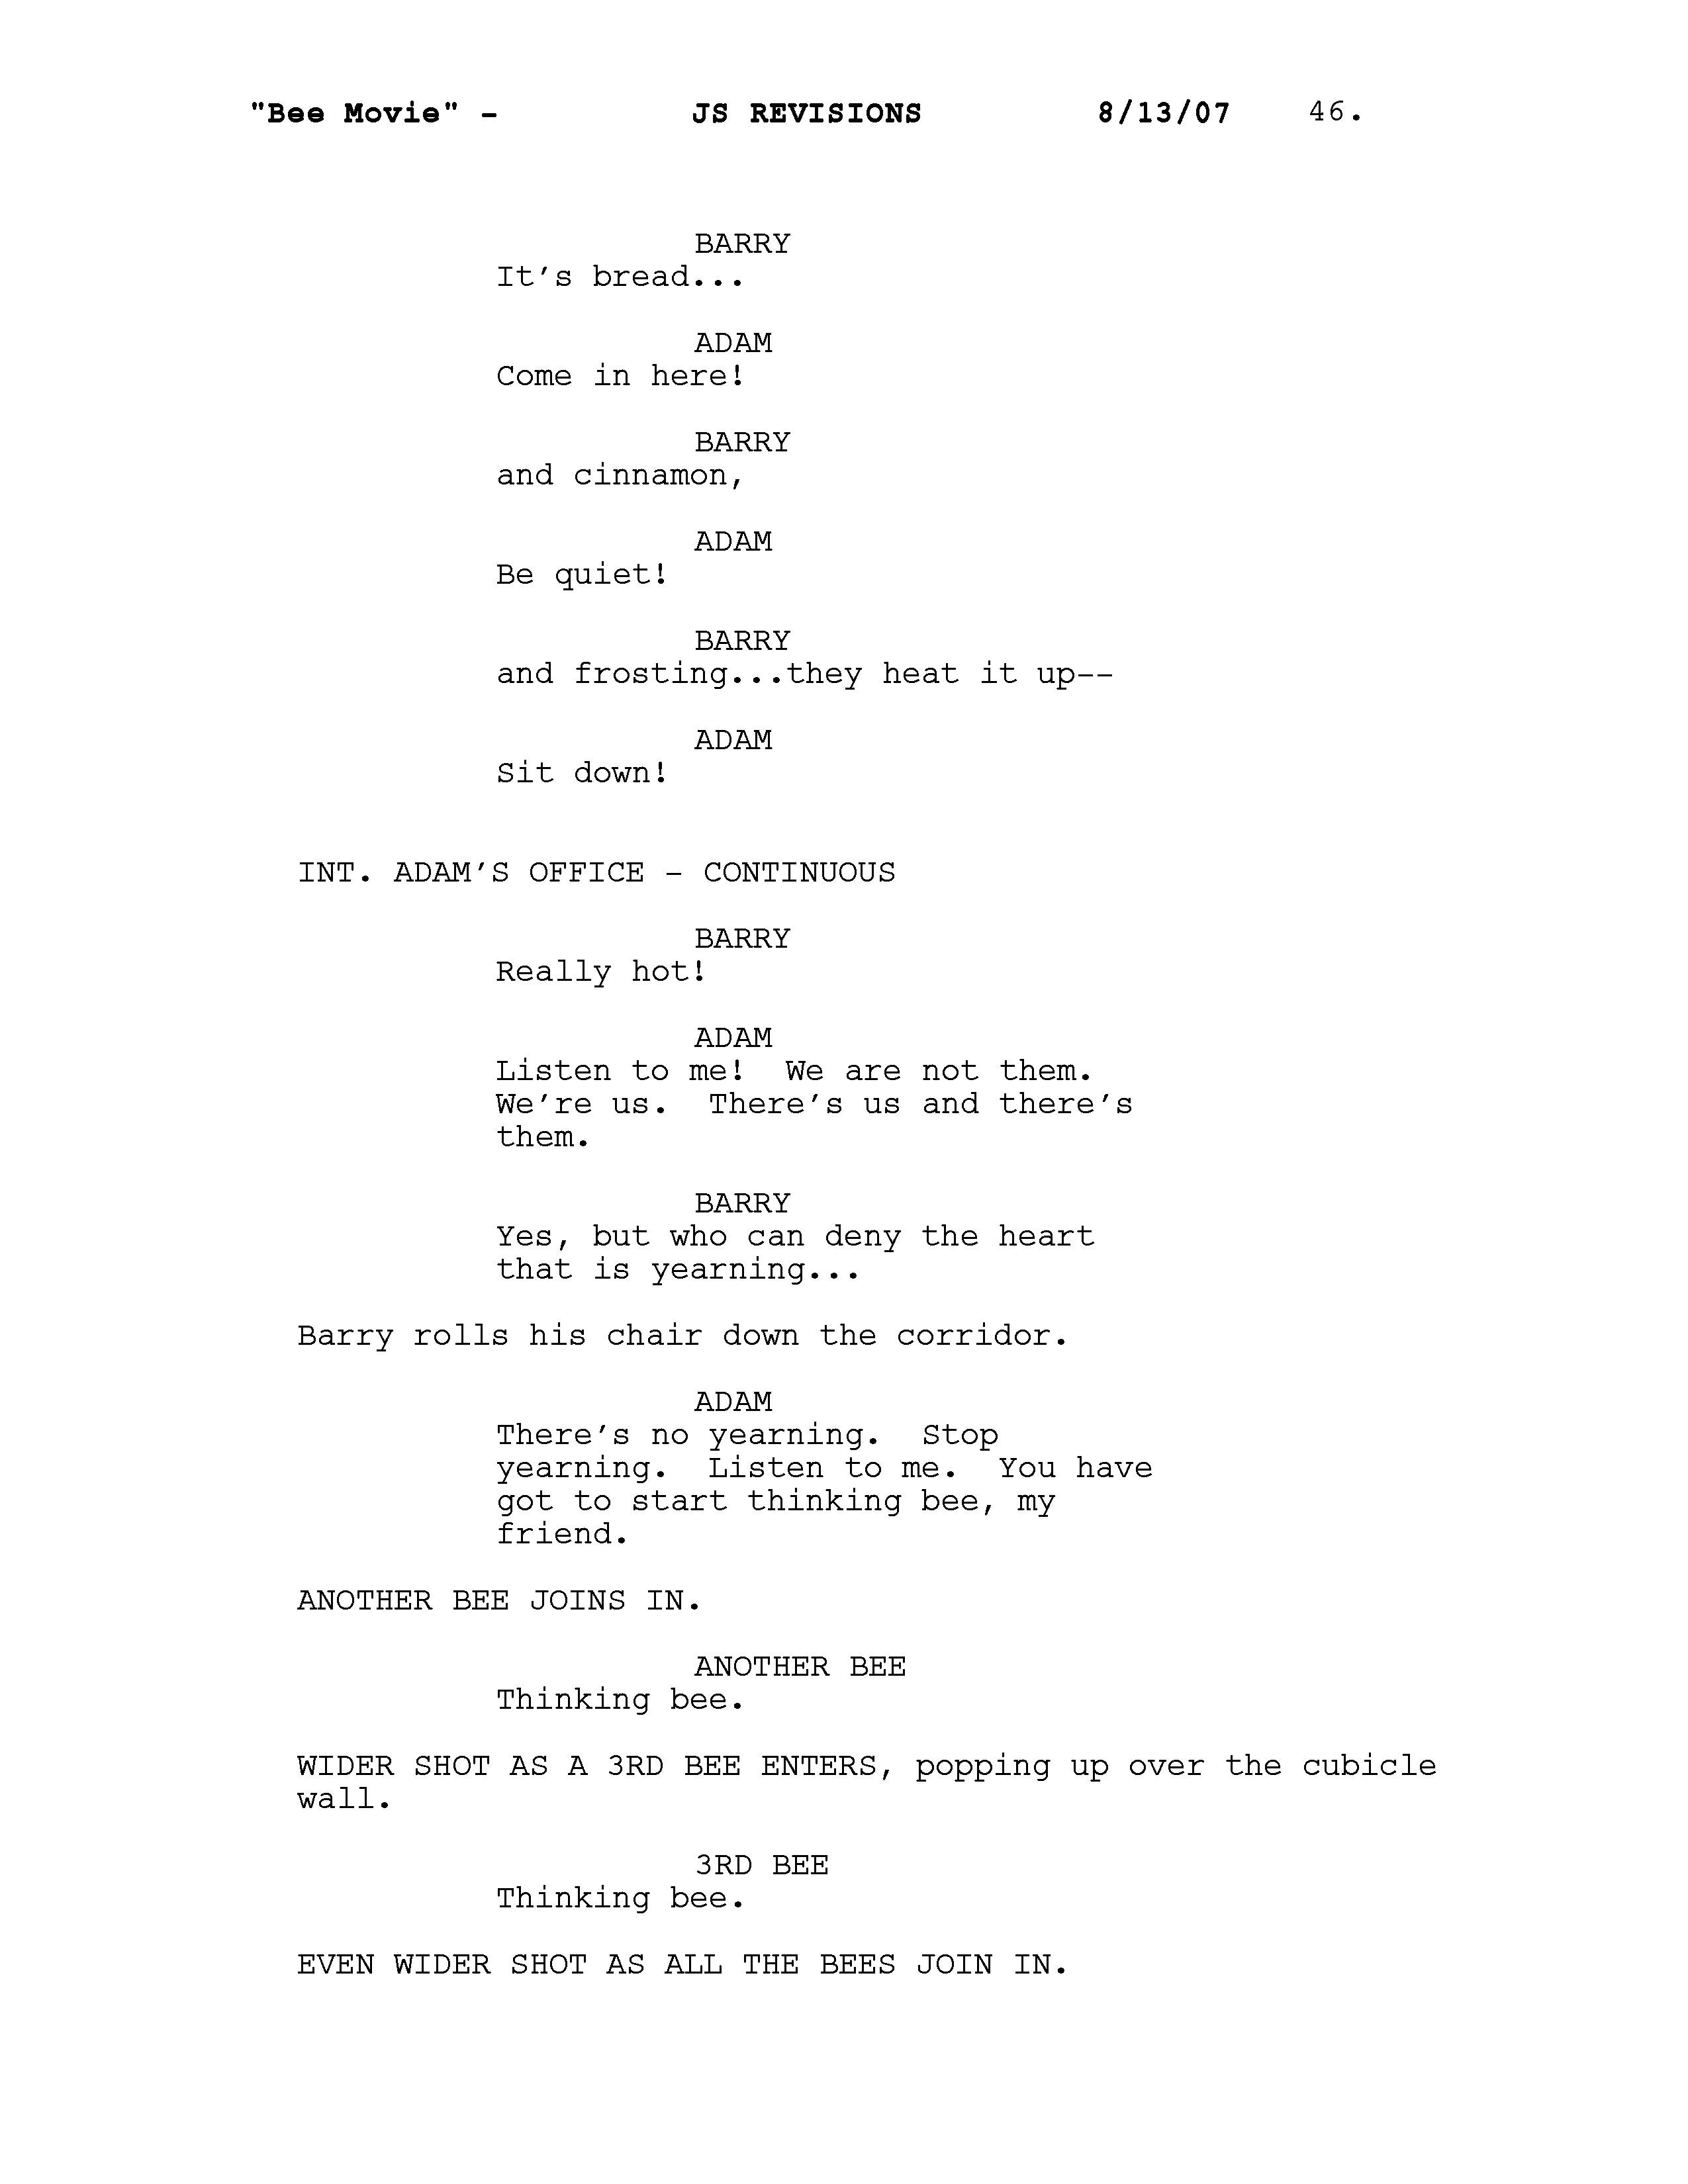 "Bee Movie" - JS REVISIONS 8/13/07 46.
BARRY
It’s bread...
ADAM
Come in here!
BARRY
and cinnamon,
ADAM
Be quiet!
BARRY
and frosting...they heat it up--
ADAM
Sit down!
INT. ADAM’S OFFICE - CONTINUOUS
BARRY
Really hot!
ADAM
Listen to me!  We are not them.
We’re us.  There’s us and there’s
them.
BARRY
Yes, but who can deny the heart
that is yearning...
Barry rolls his chair down the corridor.
ADAM
There’s no yearning.  Stop
yearning.  Listen to me.  You have
got to start thinking bee, my
friend.
ANOTHER BEE JOINS IN.
ANOTHER BEE
Thinking bee.
WIDER SHOT AS A 3RD BEE ENTERS, popping up over the cubicle
wall.
3RD BEE
Thinking bee.
EVEN WIDER SHOT AS ALL THE BEES JOIN IN.